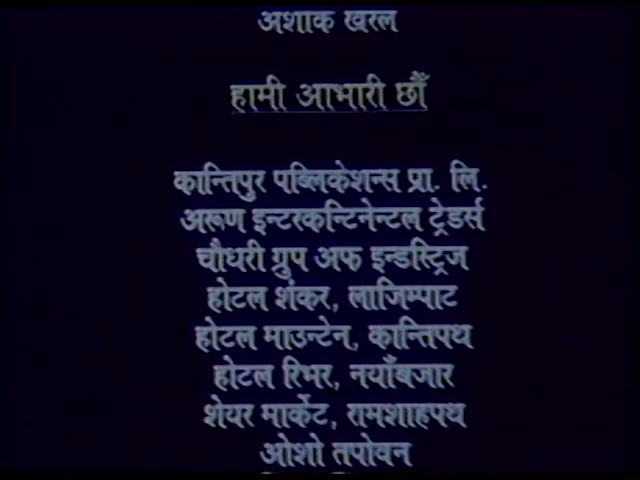 अशोक खरेल
हामी आभारी छौँ
कान्तिपुर पब्लिकेशन्स प्रा. लि.
अरूण इन्टरकन्टिनेन्टल ट्रेडर्स
चौधरी ग्रुप अफ इन्डस्ट्रिज
होटल शंकर, लाजिम्पाट
होटल माउन्टेन, कान्तिपथ
होटल रिभर, नयाँबजार
शेयर मार्केट, रामशाहपथ
ओशो तपोवन